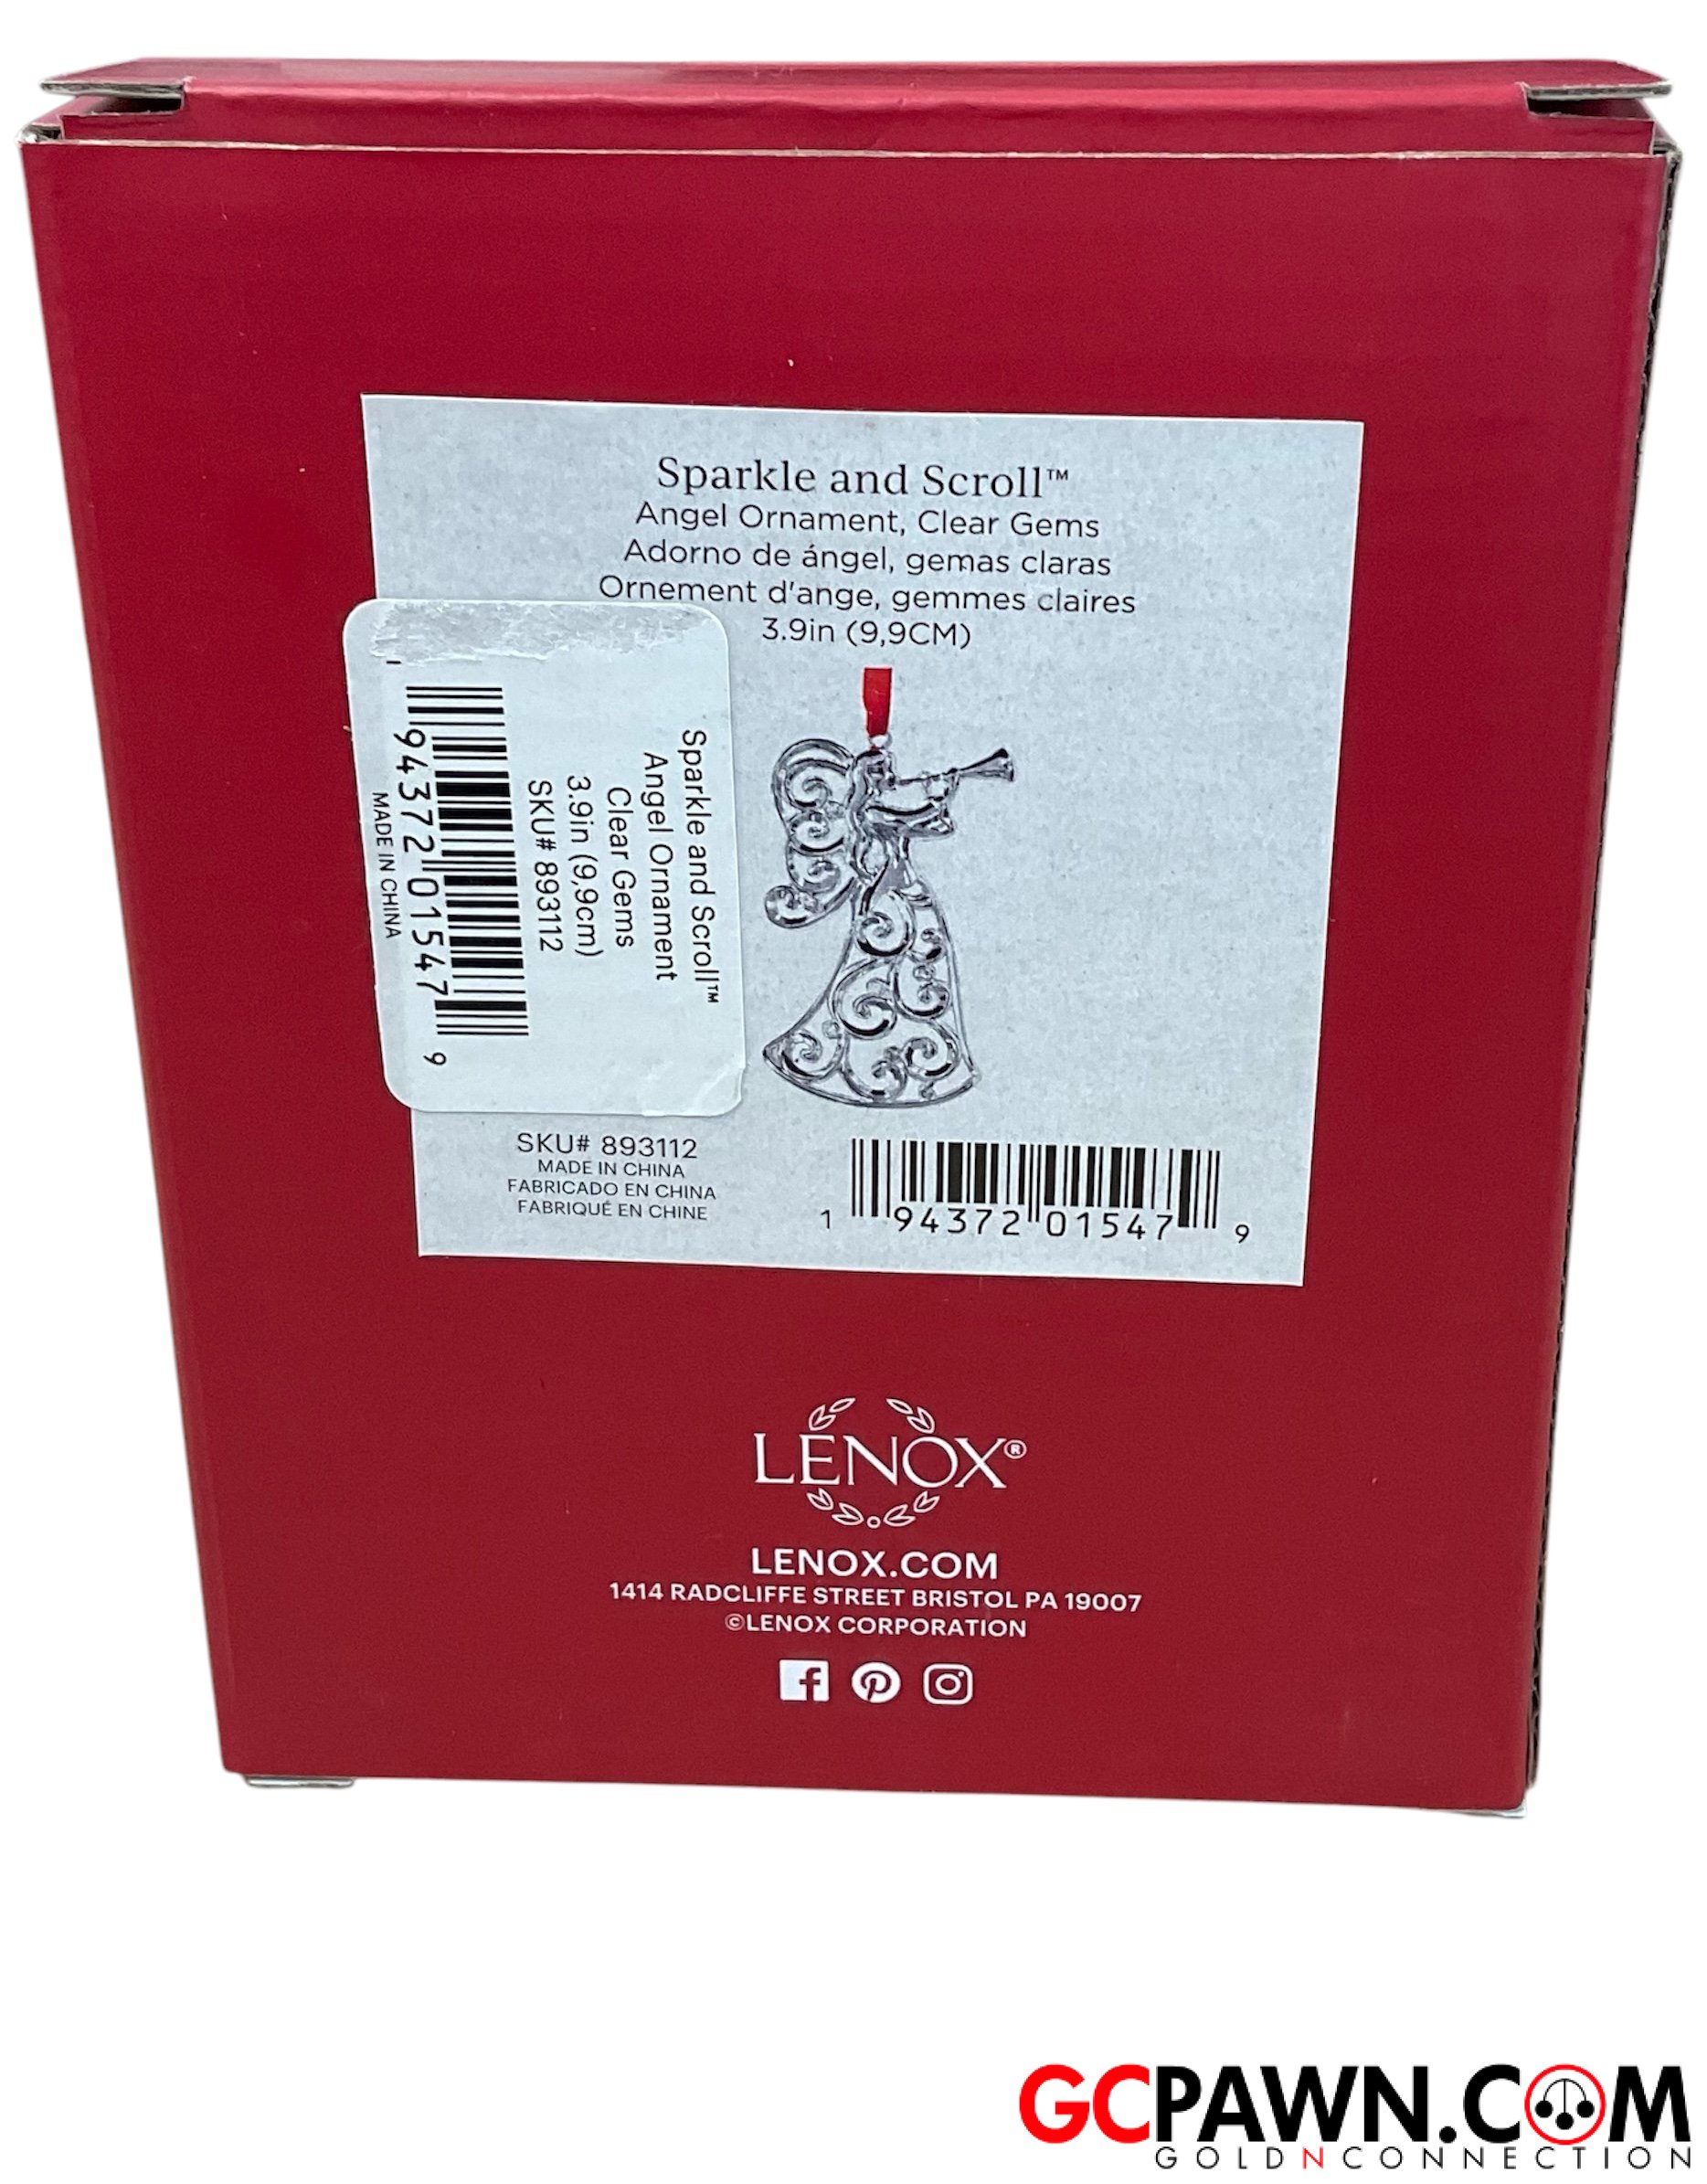 Sparkle and Scroll™
Angel Ornament, Clear Gems
Adorno de ángel, gemas claras
Ornement d'ange, gemmes claires
3.9in (9,9CM)
Sparkle and Scroll™
Angel Ornament
Clear Gems
3.9in (9,9cm)
SKU# 893112
1 94372 01547 9
MADE IN CHINA
SKU# 893112
MADE IN CHINA
FABRICADO EN CHINA
FABRIQUÉ EN CHINE
1 94372 01547 9
LENOX®
LENOX.COM
1414 RADCLIFFE STREET BRISTOL PA 19007
©LENOX CORPORATION
GCPAWN.COM
GOLDNCONNECTION